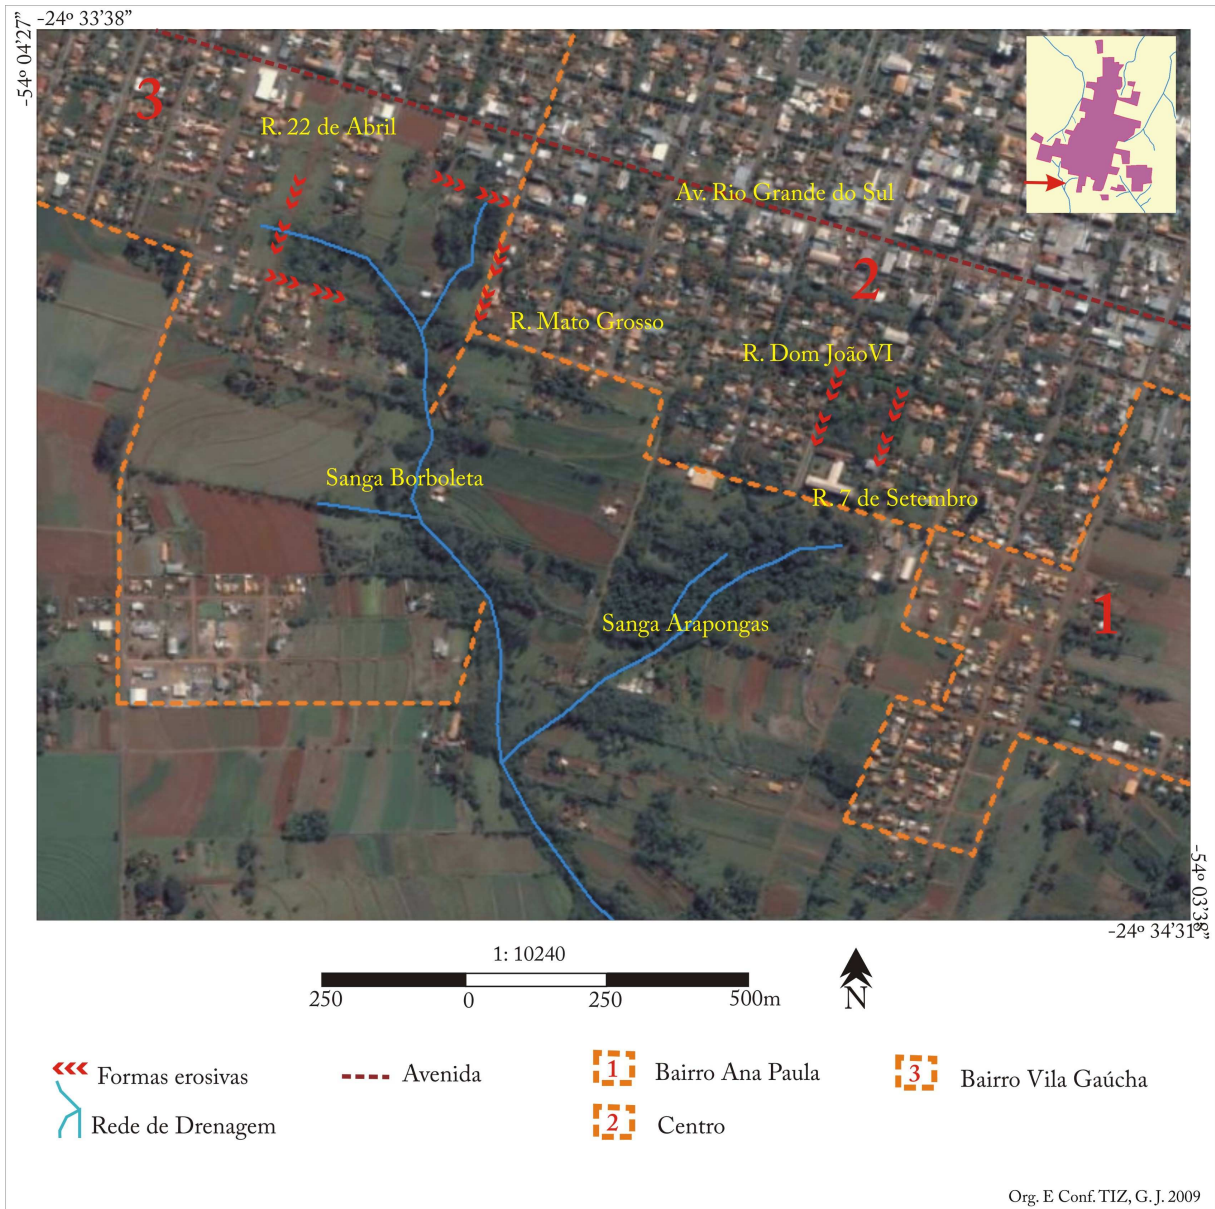 -24º 33'38"
-54º 04'27"
3
R. 22 de Abril
Av. Rio Grande do Sul
2
R. Mato Grosso
R. Dom JoãoVI
Sanga Borboleta
R. 7 de Setembro
1
Sanga Arapongas
-54º 03'38"
-24º 34'31"
1: 10240
250 0 250 500m
N
Formas erosivas
Rede de Drenagem
Avenida
1 Bairro Ana Paula
2 Centro
3 Bairro Vila Gaúcha
Org. E Conf. TIZ, G. J. 2009